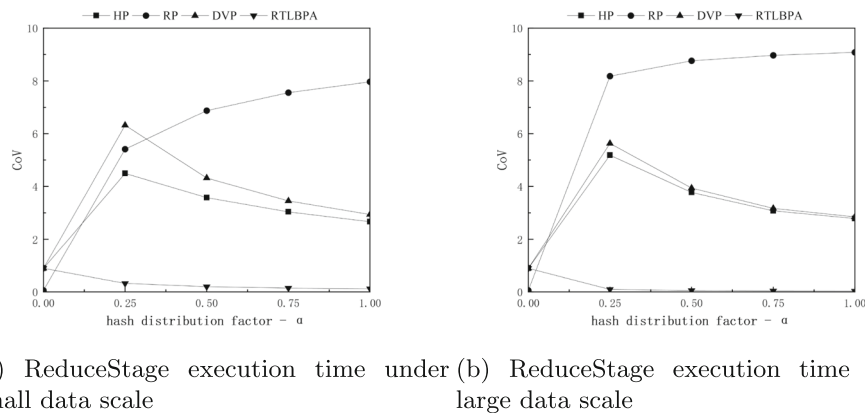 HP RP DVP RTLBPA
10
8
6
4
2
0
CoV
0.00 0.25 0.50 0.75 1.00
hash distribution factor - α
) ReduceStage execution time under
nall data scale
HP RP DVP RTLBPA
10
8
6
4
2
0
CoV
0.00 0.25 0.50 0.75 1.00
hash distribution factor - α
(b) ReduceStage execution time
large data scale